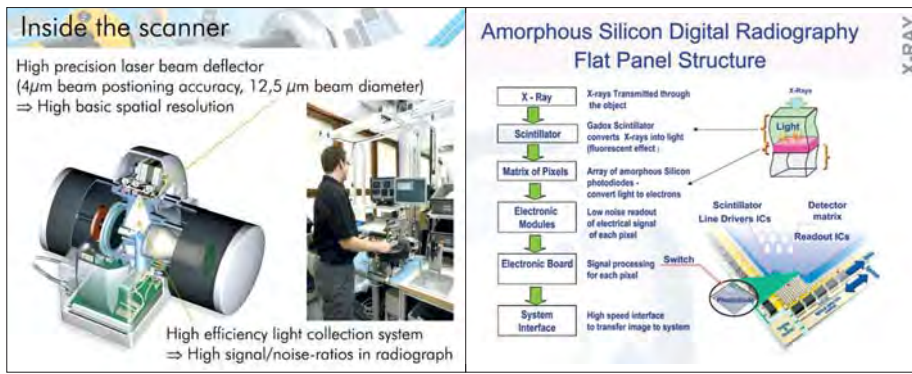 Inside the scanner
High precision laser beam deflector
(4µm beam postioning accuracy, 12,5 µm beam diameter)
⇒ High basic spatial resolution
High efficiency light collection system
⇒ High signal/noise-ratios in radiograph
Amorphous Silicon Digital Radiography
Flat Panel Structure
X-RAY
X - Ray
X-rays Transmitted through
the object
Scintillator
Gadox Scintillator
converts X-rays into light
(fluorescent effect )
Matrix of Pixels
Array of amorphous Silicon
photodiodes -
convert light to electrons
Electronic
Modules
Low noise readout
of electrical signal
of each pixel
Electronic Board
Signal processing
for each pixel
System
Interface
High speed interface
to transfer image to system
X-Rays
Light
Scintillator
Line Drivers ICs
Detector
matrix
Readout ICs
Switch
Photodiode